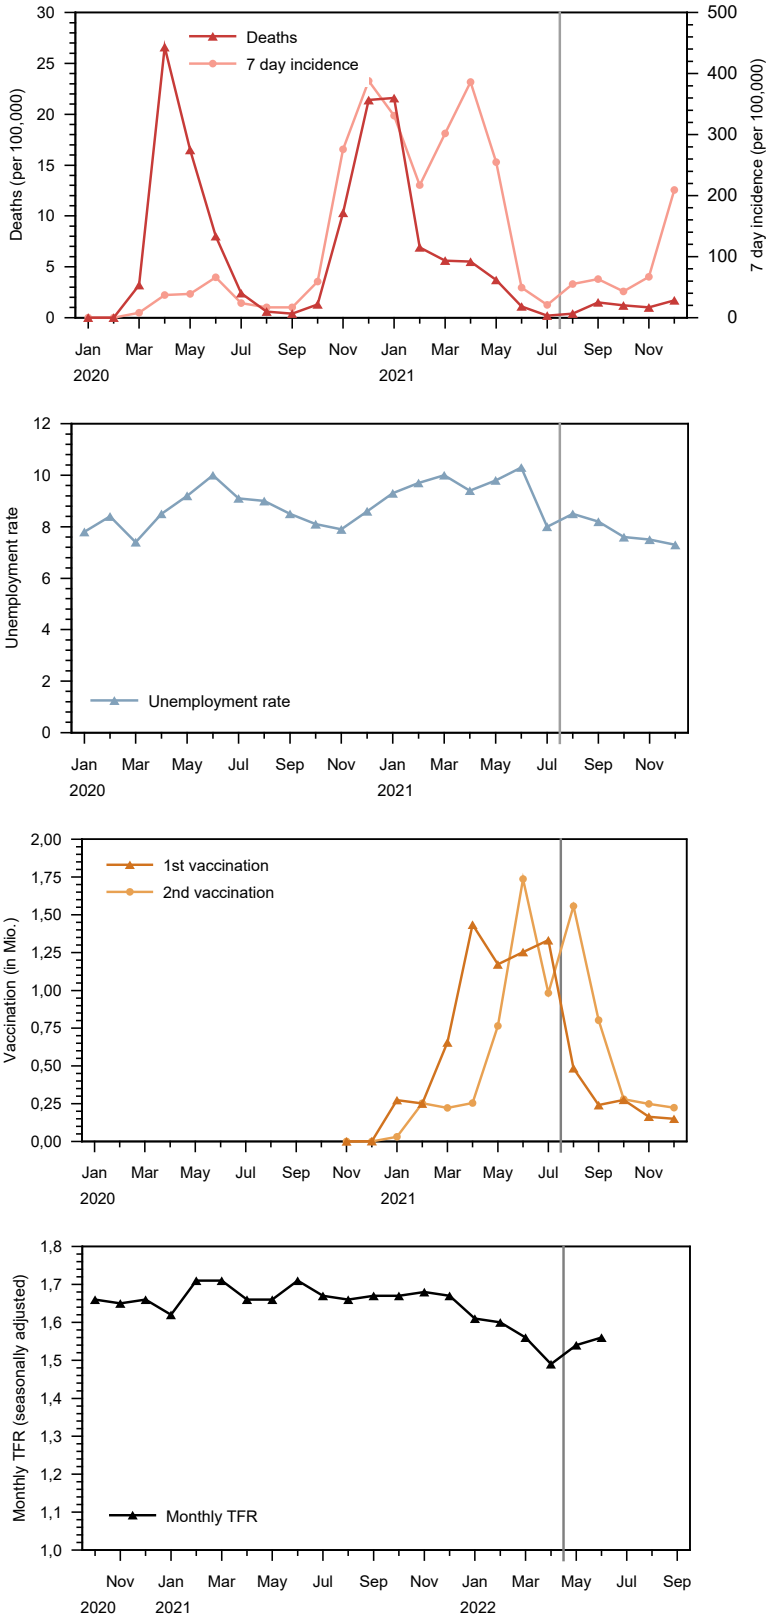 Deaths
7 day incidence
Deaths (per 100,000)
30
25
20
15
10
5
0
500
400
300
200
100
0
7 day incidence (per 100,000)
Jan Mar May Jul Sep Nov Jan Mar May Jul Sep Nov
2020 2021
Unemployment rate
12
10
8
6
4
2
0
Unemployment rate
Jan Mar May Jul Sep Nov Jan Mar May Jul Sep Nov
2020 2021
Vaccination (in Mio.)
2,00
1,75
1,50
1,25
1,00
0,75
0,50
0,25
0,00
1st vaccination
2nd vaccination
Jan Mar May Jul Sep Nov Jan Mar May Jul Sep Nov
2020 2021
Monthly TFR (seasonally adjusted)
1,8
1,7
1,6
1,5
1,4
1,3
1,2
1,1
1,0
Monthly TFR
Nov Jan Mar May Jul Sep Nov Jan Mar May Jul Sep
2020 2021 2022